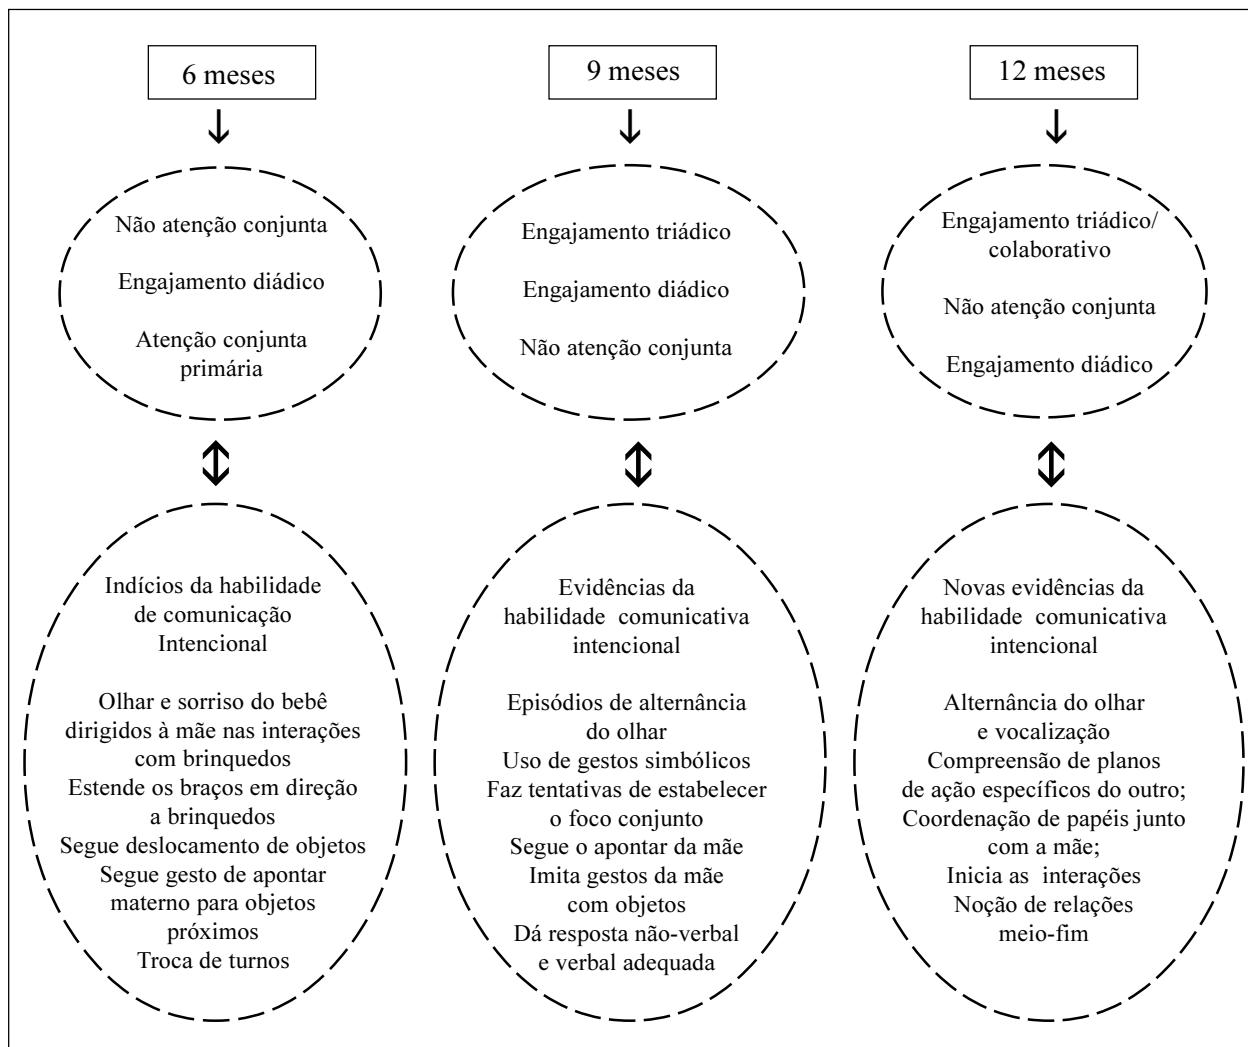 6 meses
Não atenção conjunta
Engajamento diádico
Atenção conjunta
primária
Indícios da habilidade
de comunicação
Intencional
Olhar e sorriso do bebê
dirigidos à mãe nas interações
com brinquedos
Estende os braços em direção
a brinquedos
Segue deslocamento de objetos
Segue gesto de apontar
materno para objetos
próximos
Troca de turnos
9 meses
Engajamento triádico
Engajamento diádico
Não atenção conjunta
Evidências da
habilidade comunicativa
intencional
Episódios de alternância
do olhar
Uso de gestos simbólicos
Faz tentativas de estabelecer
o foco conjunto
Segue o apontar da mãe
Imita gestos da mãe
com objetos
Dá resposta não-verbal
e verbal adequada
12 meses
Engajamento triádico/
colaborativo
Não atenção conjunta
Engajamento diádico
Novas evidências da
habilidade comunicativa
intencional
Alternância do olhar
e vocalização
Compreensão de planos
de ação específicos do outro;
Coordenação de papéis junto
com a mãe;
Inicia as interações
Noção de relações
meio-fim